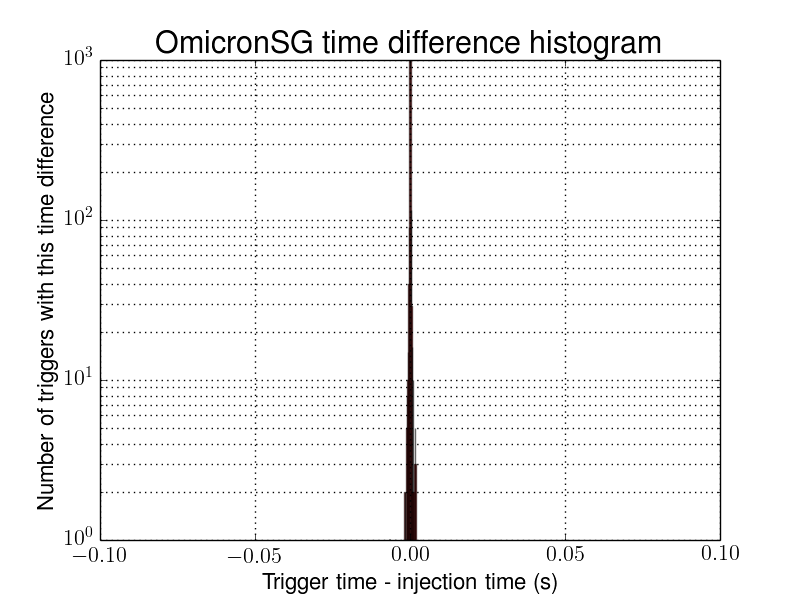 OmicronSG time difference histogram
10³
10²
10¹
10⁰
Number of triggers with this time difference
−0.10 −0.05 0.00 0.05 0.10
Trigger time - injection time (s)